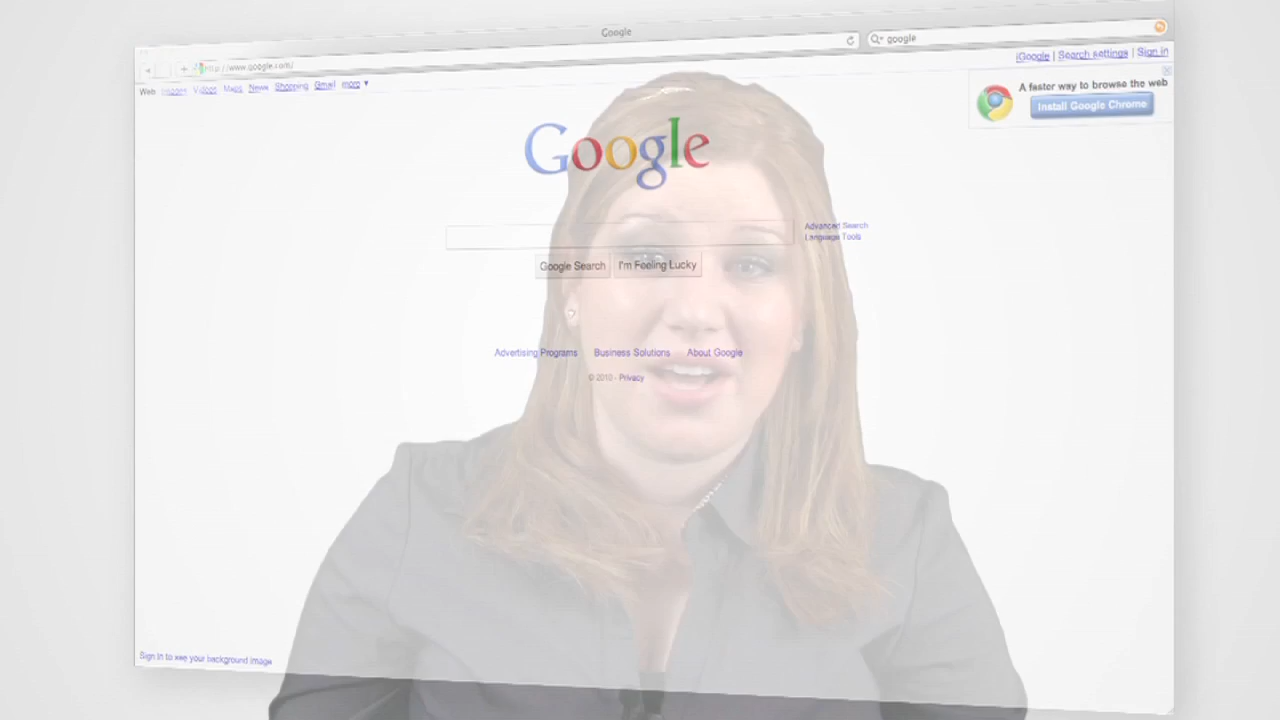 Google
http://www.google.com/
google
iGoogle | Search settings | Sign in
Web Images Videos Maps News Shopping Gmail more ▼
A faster way to browse the web
Install Google Chrome
Google
Advanced Search
Language Tools
Google Search
I'm Feeling Lucky
Advertising Programs Business Solutions About Google
© 2010 - Privacy
Sign in to see your background image